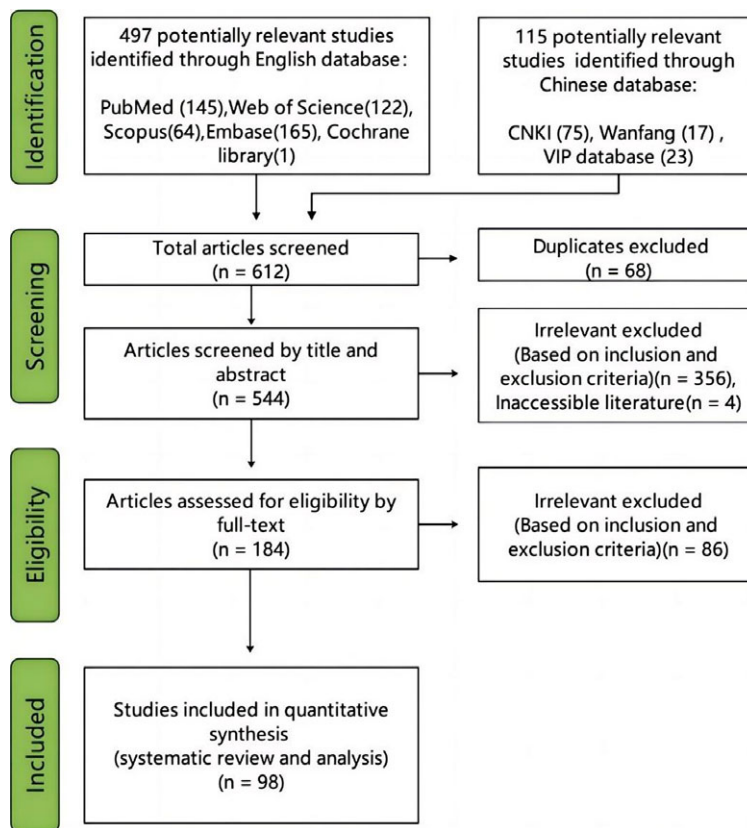 Identification
497 potentially relevant studies
identified through English database:
PubMed (145),Web of Science(122),
Scopus(64),Embase(165), Cochrane
library(1)
115 potentially relevant
studies identified through
Chinese database:
CNKI (75), Wanfang (17) ,
VIP database (23)
Screening
Total articles screened
(n = 612)
Duplicates excluded
(n = 68)
Articles screened by title and
abstract
(n = 544)
Irrelevant excluded
(Based on inclusion and
exclusion criteria)(n = 356),
Inaccessible literature(n = 4)
Eligibility
Articles assessed for eligibility by
full-text
(n = 184)
Irrelevant excluded
(Based on inclusion and
exclusion criteria)(n = 86)
Included
Studies included in quantitative
synthesis
(systematic review and analysis)
(n = 98)